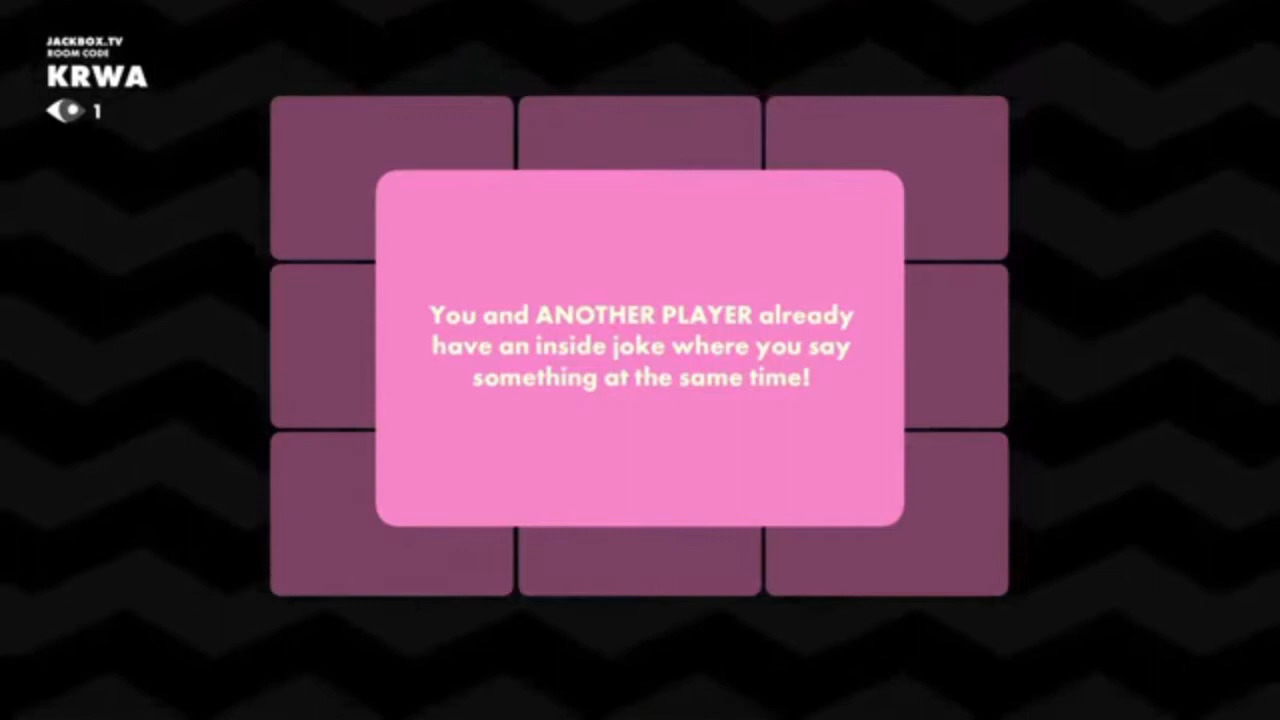 JACKBOX.TV
ROOM CODE
KRWA
1
You and ANOTHER PLAYER already
have an inside joke where you say
something at the same time!